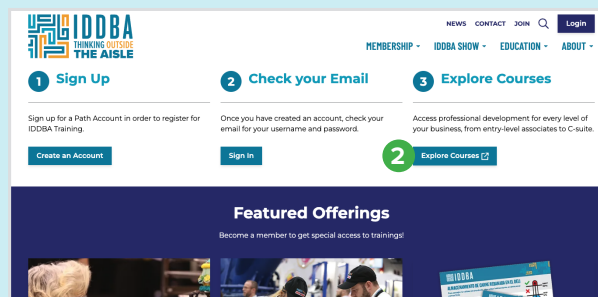 IDDBA
THINKING OUTSIDE
THE AISLE
NEWS CONTACT JOIN Login
MEMBERSHIP IDDBA SHOW EDUCATION ABOUT
1 Sign Up
Sign up for a Path Account in order to register for
IDDBA Training.
Create an Account
2 Check your Email
Once you have created an account, check your
email for your username and password.
Sign In
3 Explore Courses
Access professional development for every level of
your business, from entry-level associates to C-suite.
2 Explore Courses
Featured Offerings
Become a member to get special access to trainings!
IDDBA